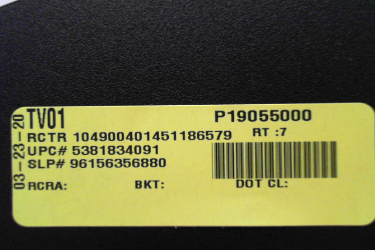 03-23-20
TV01 P19055000
RCTR 104900401451186579 RT :7
UPC# 5381834091
SLP# 96156356880
RCRA: BKT: DOT CL: